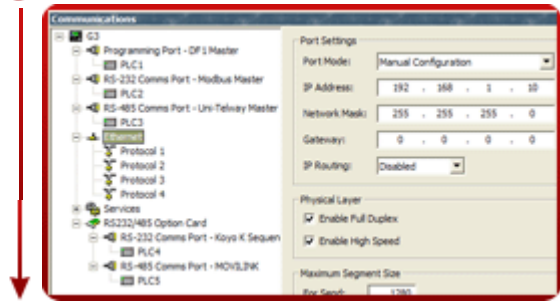 Communications
G3
Programming Port - DF1 Master
PLC1
RS-232 Comms Port - Modbus Master
PLC2
RS-485 Comms Port - Uni-Telway Master
PLC3
Ethernet
Protocol 1
Protocol 2
Protocol 3
Protocol 4
Services
RS232/485 Option Card
RS-232 Comms Port - Koyo K Sequen
PLC4
RS-485 Comms Port - MOVILINK
PLC5
Port Settings
Port Mode: Manual Configuration
IP Address: 192 . 168 . 1 . 10
Network Mask: 255 . 255 . 255 . 0
Gateway: 0 . 0 . 0 . 0
IP Routing: Disabled
Physical Layer
Enable Full Duplex
Enable High Speed
Maximum Segment Size
For Send: 1280